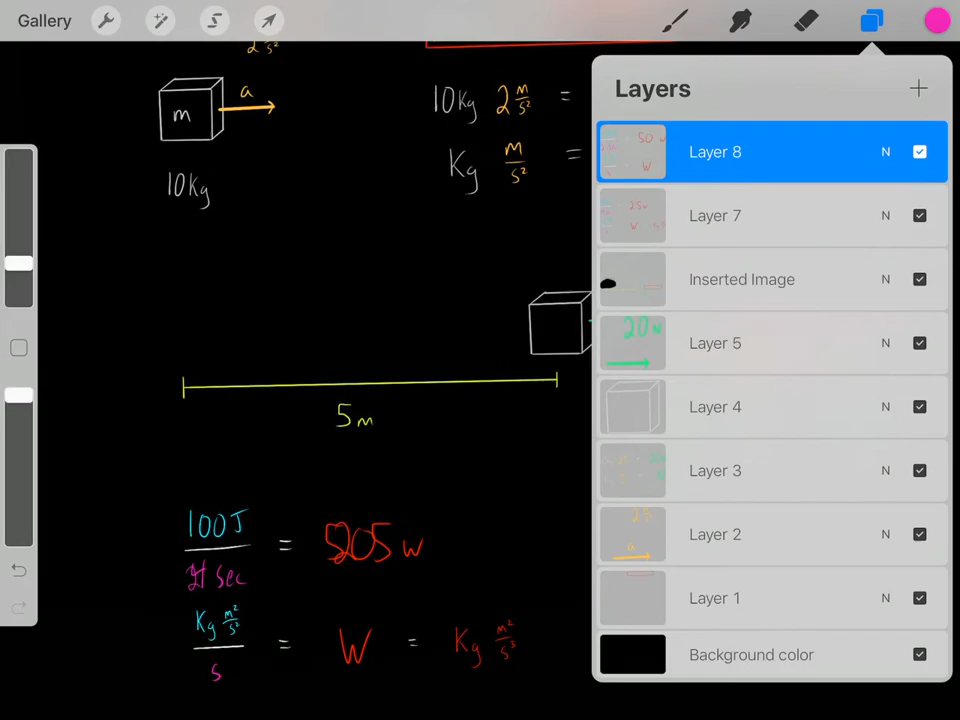 Gallery
Layers
Layer 8 N
Layer 7 N
Inserted Image N
Layer 5 N
Layer 4 N
Layer 3 N
Layer 2 N
Layer 1 N
Background color
a
m
10Kg
10Kg 2 m/s² =
Kg m/s² =
5m
100J
sec
=
W
Kg m²/s²
s
= W = Kg m²/s³